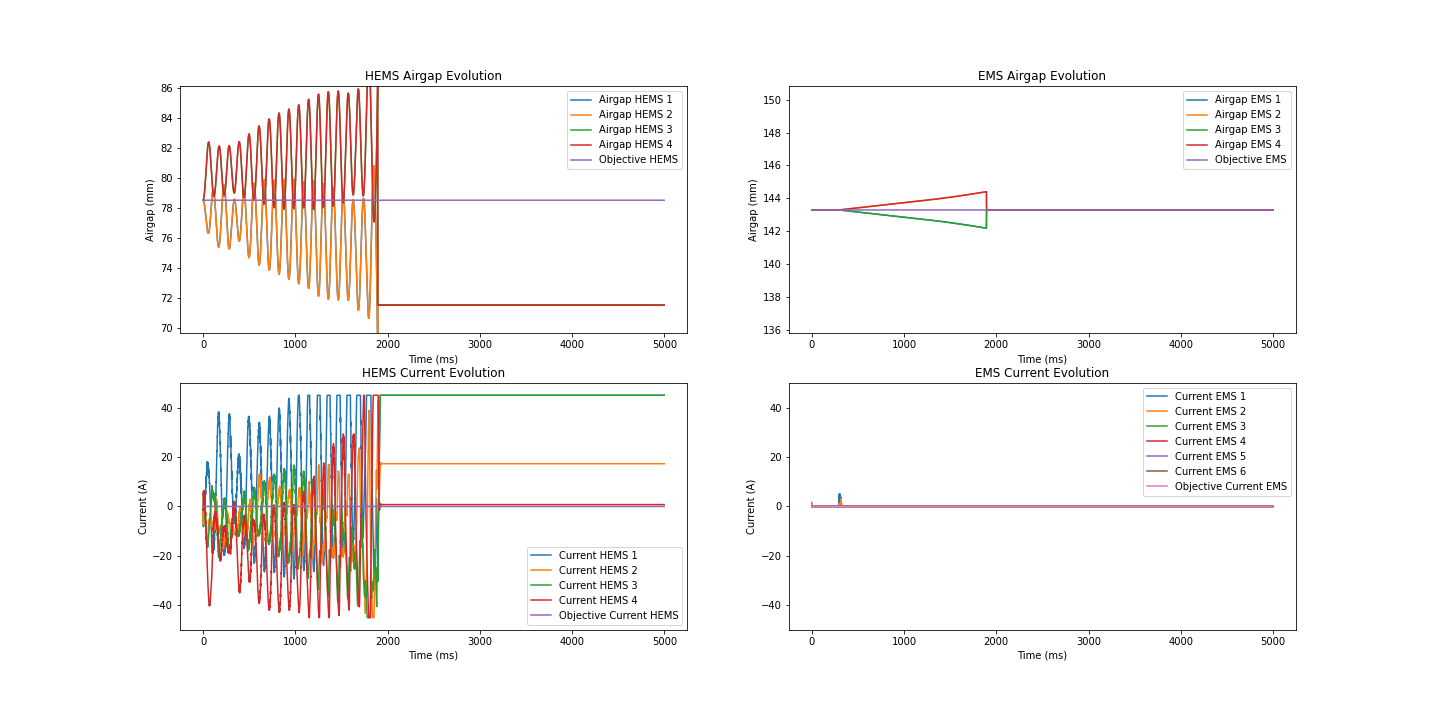 HEMS Airgap Evolution
Airgap (mm)
86
84
82
80
78
76
74
72
70
Airgap HEMS 1
Airgap HEMS 2
Airgap HEMS 3
Airgap HEMS 4
Objective HEMS
0 1000 2000 3000 4000 5000
Time (ms)
EMS Airgap Evolution
Airgap (mm)
150
148
146
144
142
140
138
136
Airgap EMS 1
Airgap EMS 2
Airgap EMS 3
Airgap EMS 4
Objective EMS
0 1000 2000 3000 4000 5000
Time (ms)
HEMS Current Evolution
Current (A)
40
20
0
−20
−40
Current HEMS 1
Current HEMS 2
Current HEMS 3
Current HEMS 4
Objective Current HEMS
0 1000 2000 3000 4000 5000
Time (ms)
EMS Current Evolution
Current (A)
40
20
0
−20
−40
Current EMS 1
Current EMS 2
Current EMS 3
Current EMS 4
Current EMS 5
Current EMS 6
Objective Current EMS
0 1000 2000 3000 4000 5000
Time (ms)